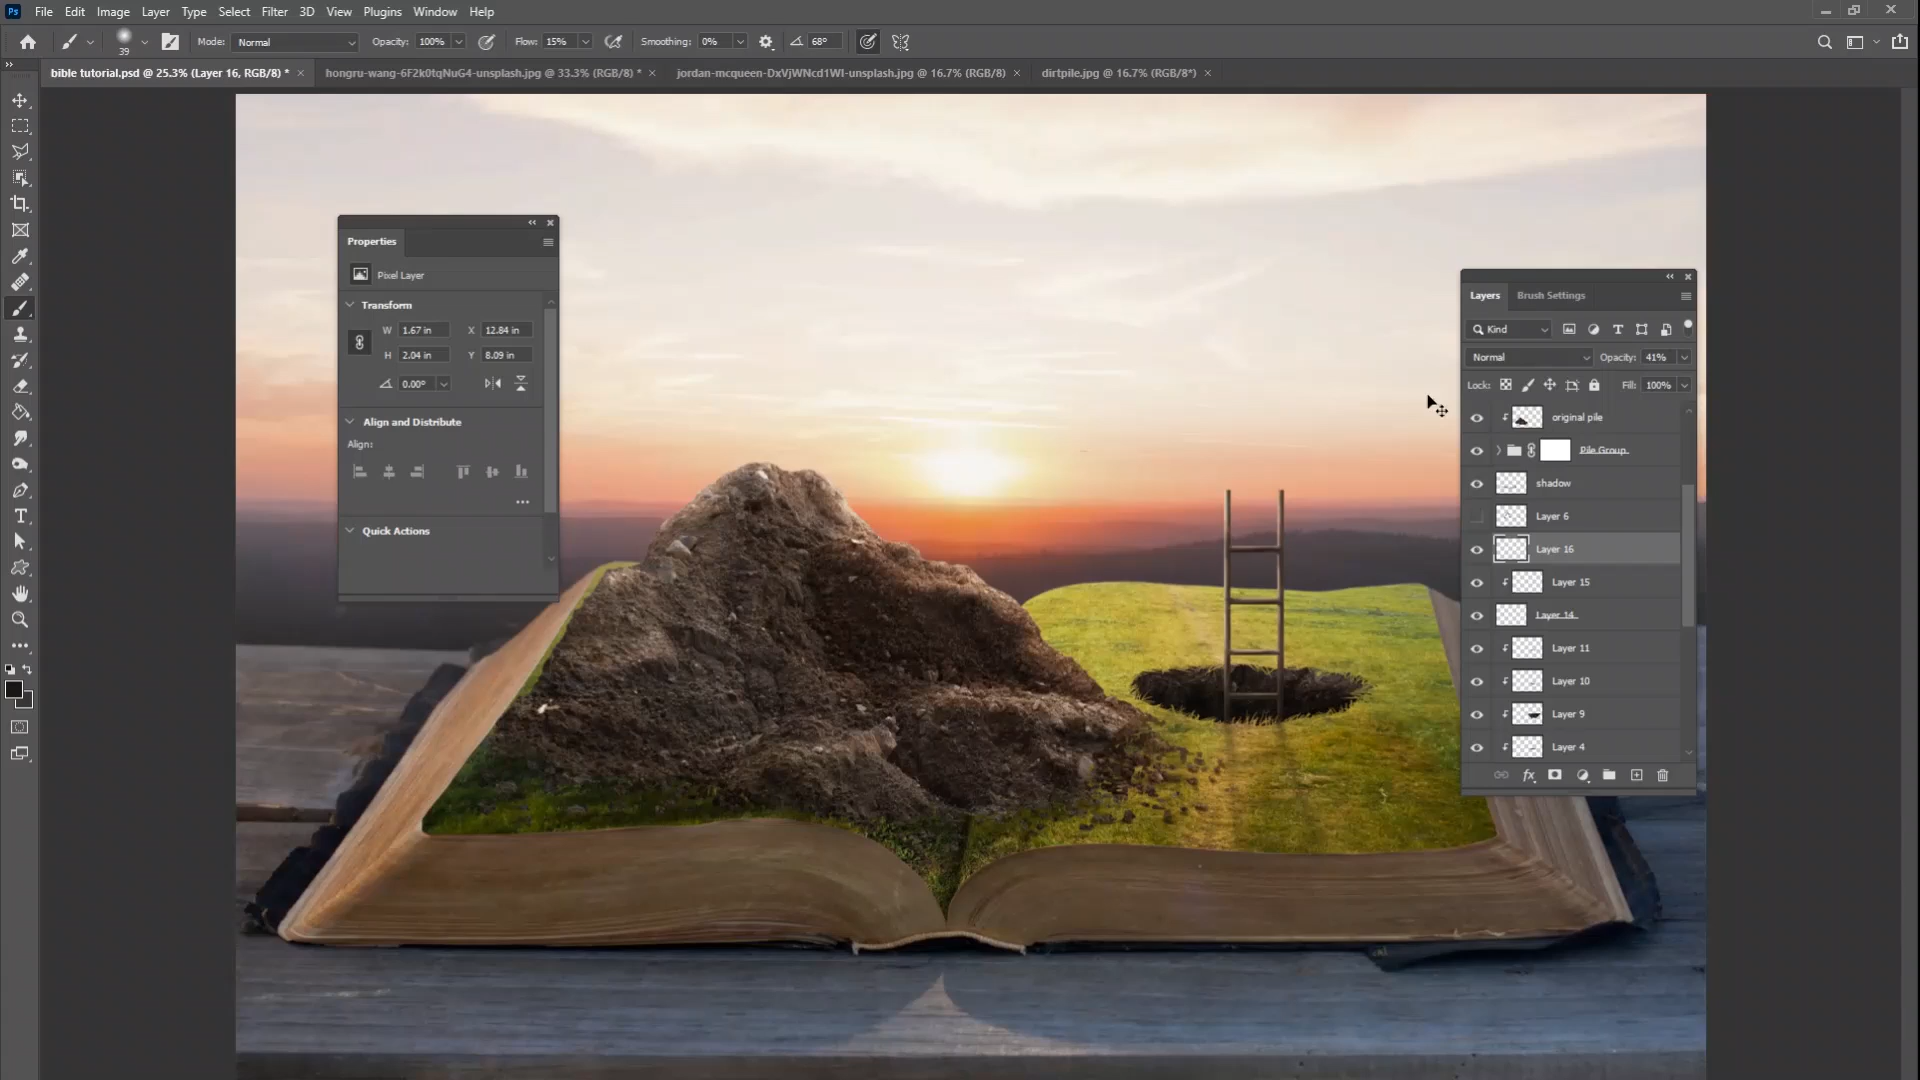 Ps File Edit Image Layer Type Select Filter 3D View Plugins Window Help
39 Mode: Normal Opacity: 100% Flow: 15% Smoothing: 0% 68°
bible tutorial.psd @ 25.3% (Layer 16, RGB/8) * hongru-wang-6F2k0tqNuG4-unsplash.jpg @ 33.3% (RGB/8) * jordan-mcqueen-DxVjWNcd1WI-unsplash.jpg @ 16.7% (RGB/8) dirtpile.jpg @ 16.7% (RGB/8*)
Properties
Pixel Layer
Transform
W 1.67 in X 12.84 in
H 2.04 in Y 8.09 in
0.00°
Align and Distribute
Align:
Quick Actions
Layers Brush Settings
Kind
Normal Opacity: 41%
Lock: Fill: 100%
original pile
Pile Group
shadow
Layer 6
Layer 16
Layer 15
Layer 14
Layer 11
Layer 10
Layer 9
Layer 4
fx